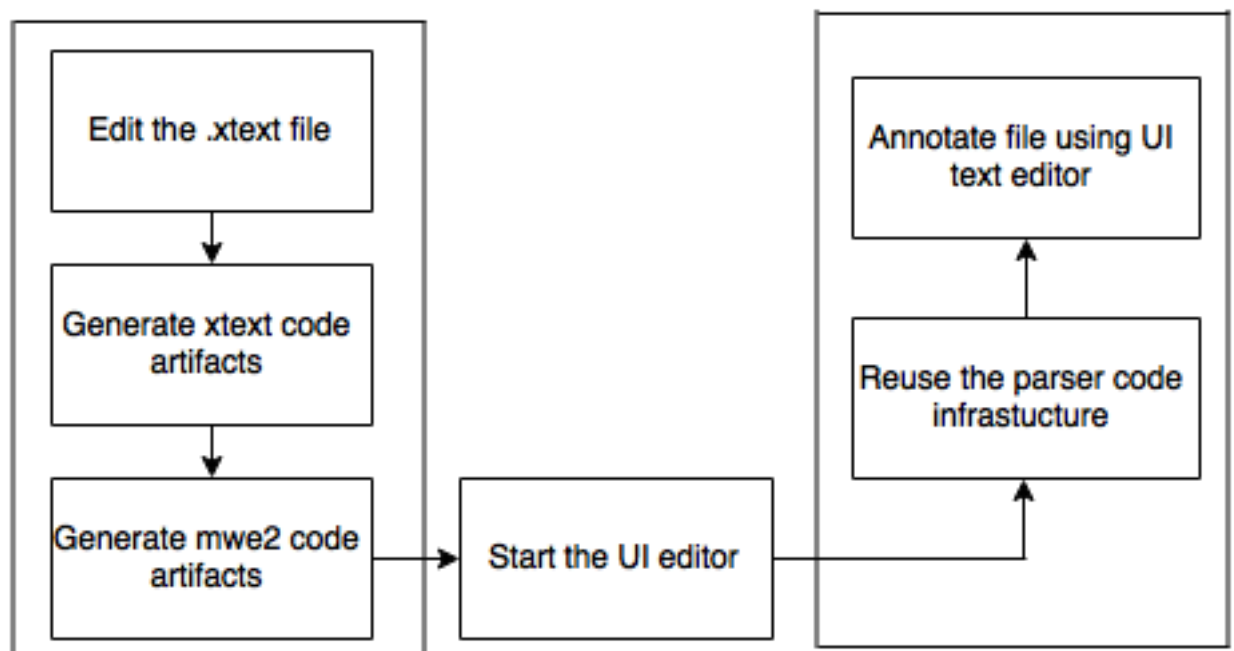 Edit the .xtext file
Generate xtext code
artifacts
Generate mwe2 code
artifacts
Start the UI editor
Reuse the parser code
infrastucture
Annotate file using UI
text editor